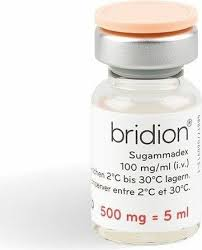 bridion®
Sugammadex
100 mg/ml (i.v.)
2°C bis 30°C lagern.
entre 2°C et 30°C.
500 mg = 5 ml